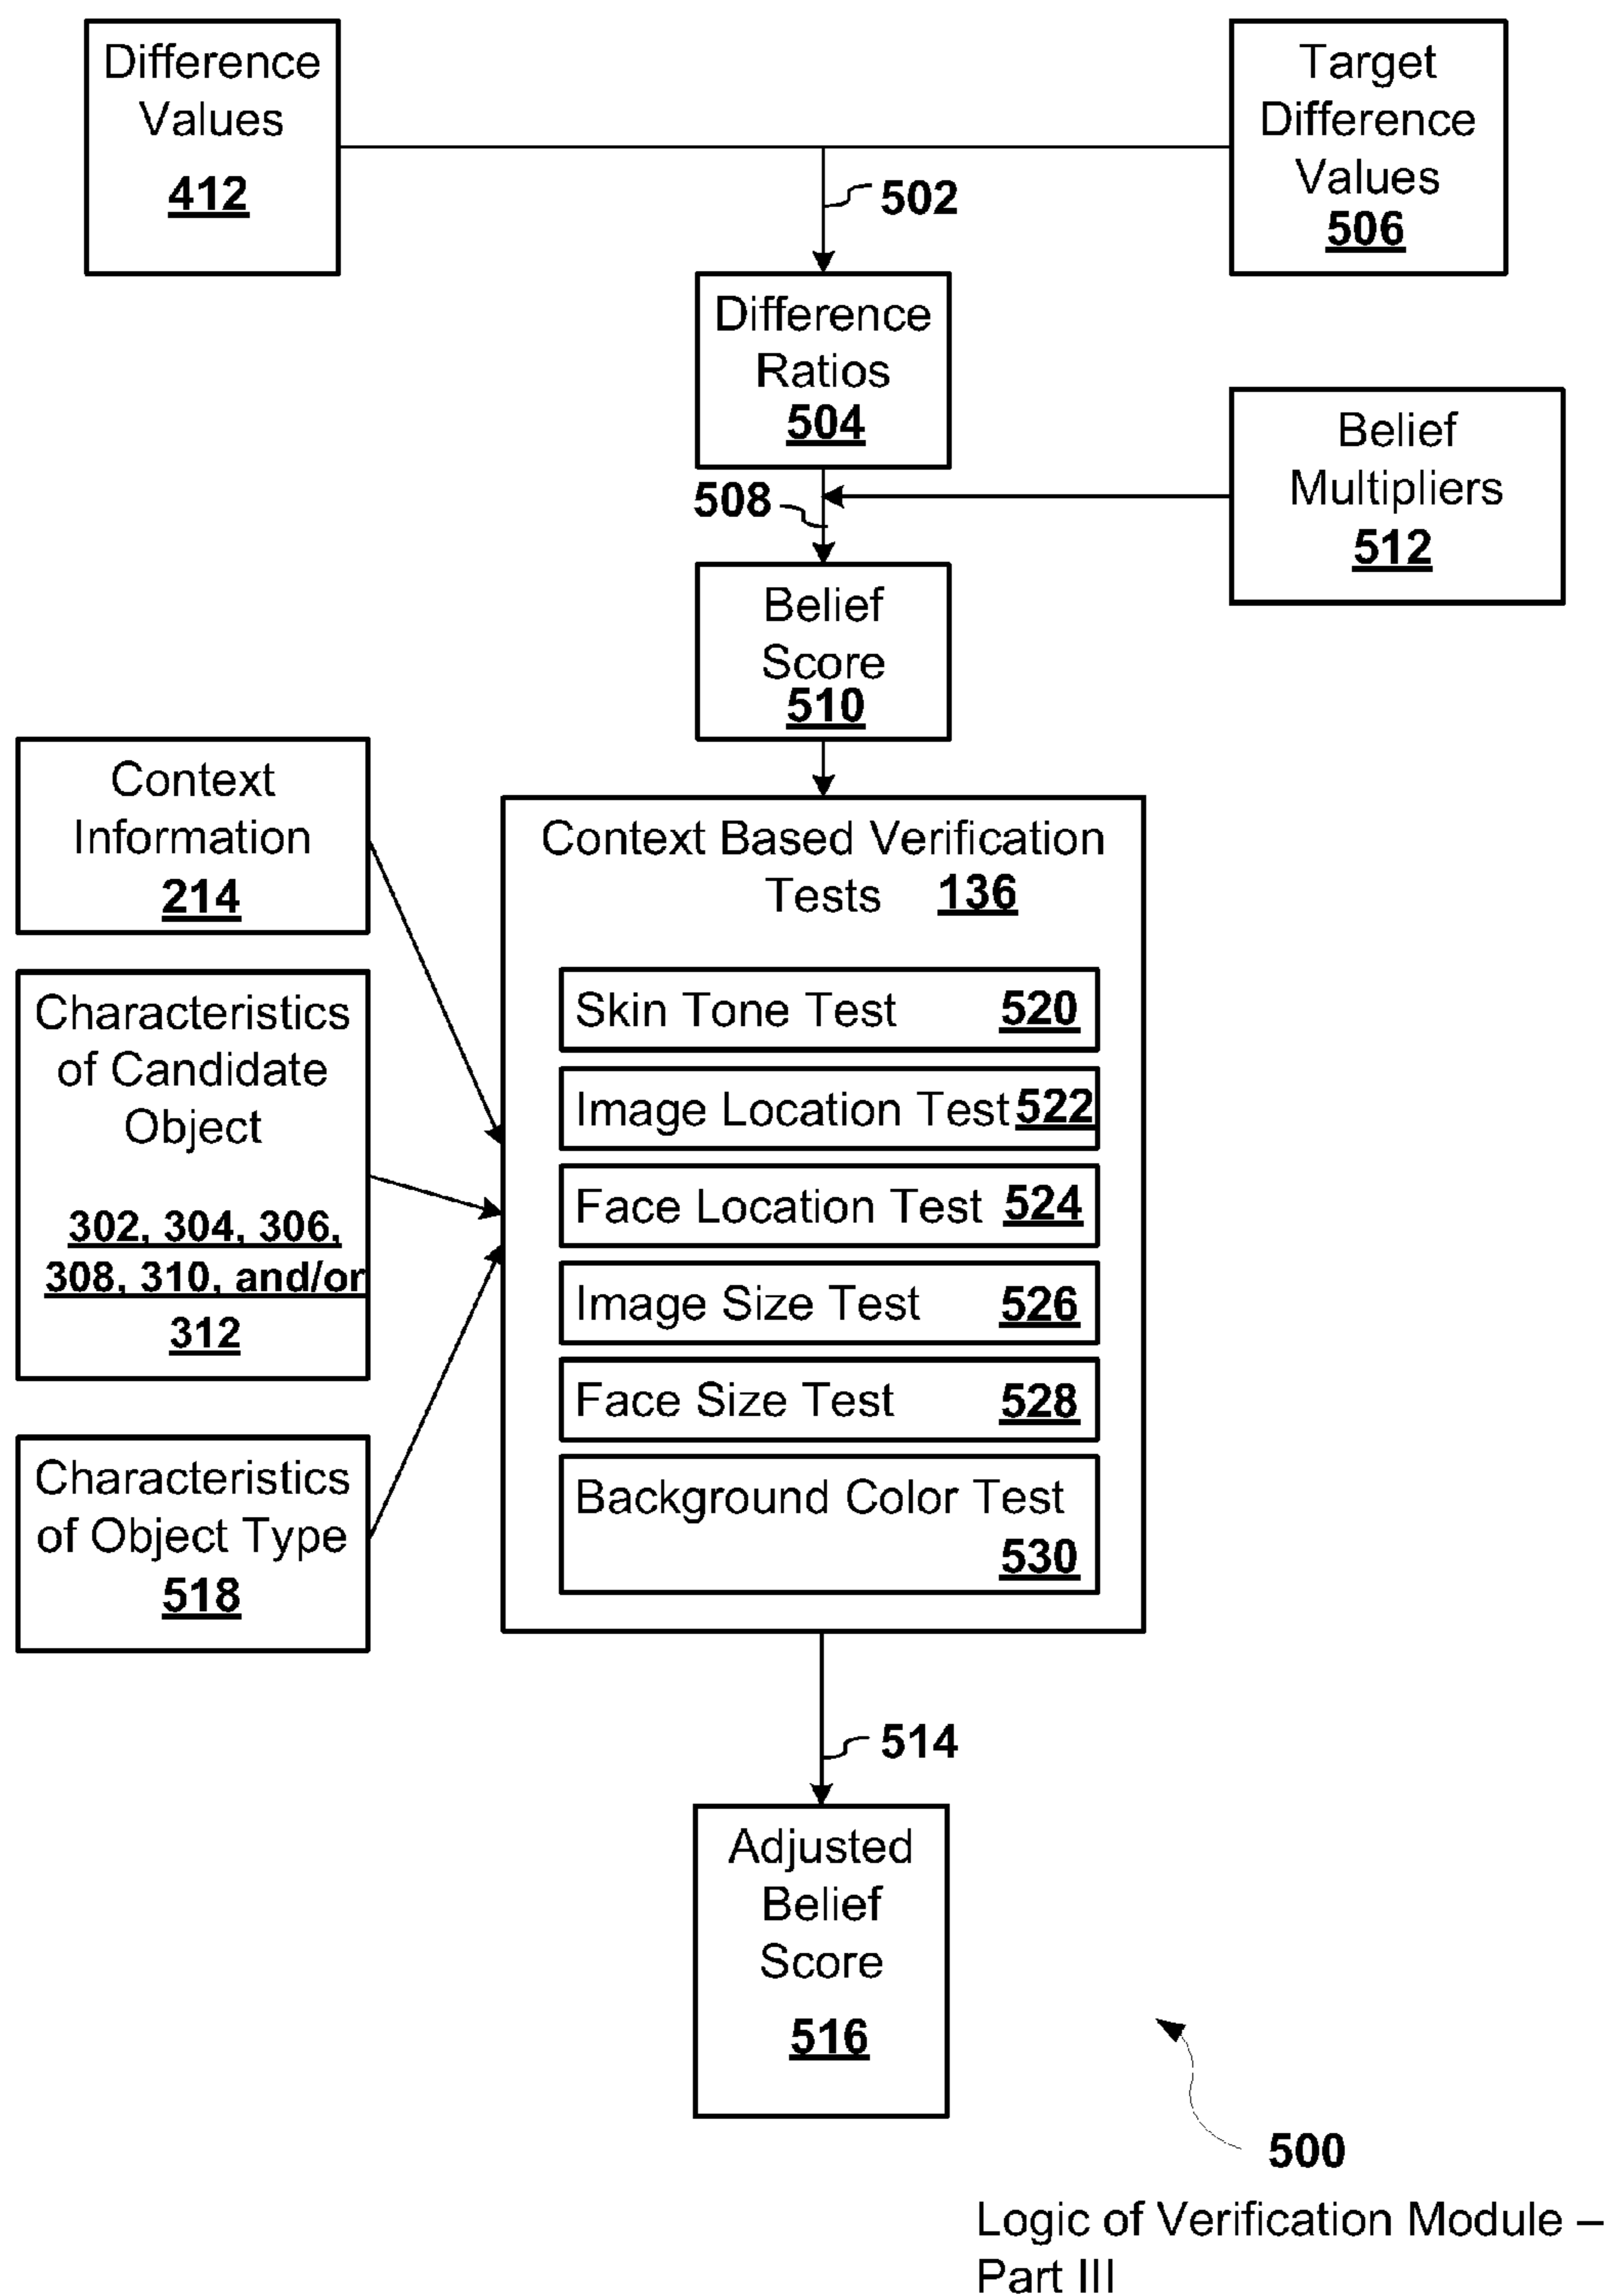 Difference
Values
412
Target
Difference
Values
506
502
Difference
Ratios
504
Belief
Multipliers
512
508
Belief
Score
510
Context
Information
214
Characteristics
of Candidate
Object
302, 304, 306,
308, 310, and/or
312
Characteristics
of Object Type
518
Context Based Verification
Tests 136
Skin Tone Test 520
Image Location Test 522
Face Location Test 524
Image Size Test 526
Face Size Test 528
Background Color Test
530
514
Adjusted
Belief
Score
516
500
Logic of Verification Module –
Part III